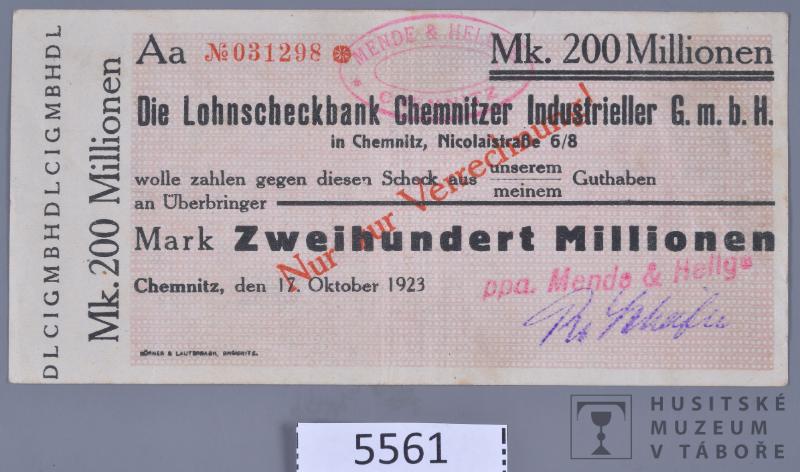 DLCIGMBHDLCIGMBHDL
Mk. 200 Millionen
Aa №031298
MENDE &
CHEMNITZ
Mk. 200 Millionen
Die Lohnscheckbank Chemnitzer Industrieller G. m. b. H.
in Chemnitz, Nicolaistraße 6/8
wolle zahlen gegen diesen Scheck aus unserem
meinem Guthaben
an Überbringer
Nur zur Verrechnung!
Mark Zweihundert Millionen
Chemnitz, den 17. Oktober 1923
ppa. Mende & Hellge
5561
HUSITSKÉ
MUZEUM
V TÁBOŘE